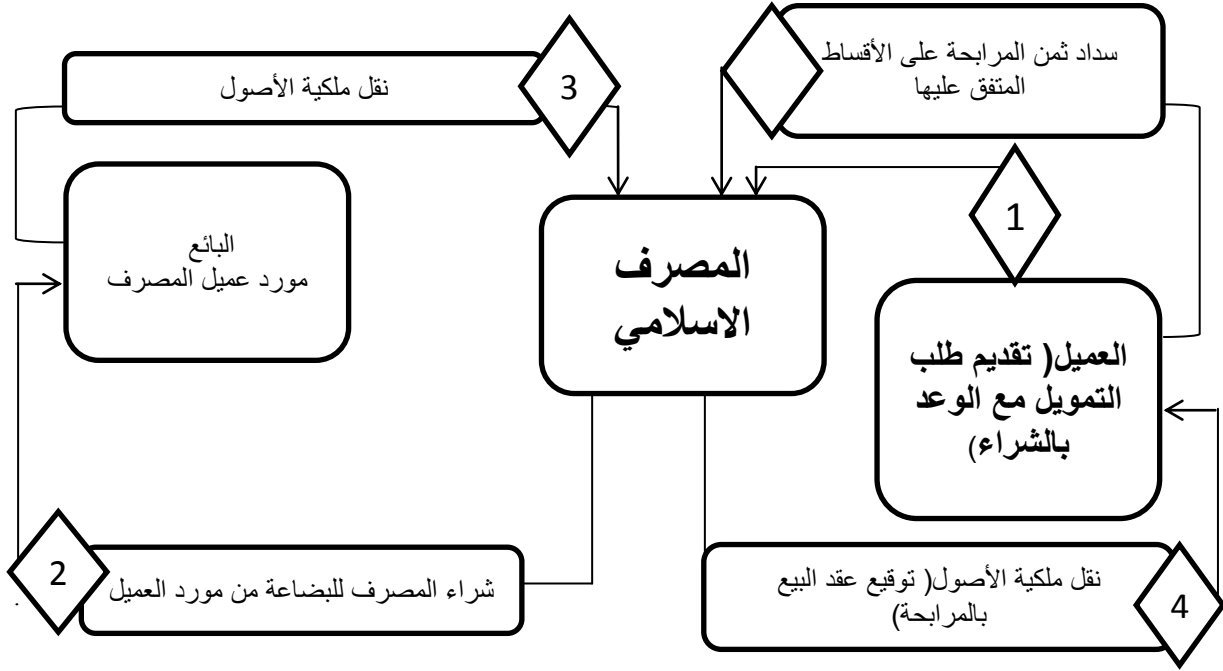 سداد ثمن المرابحة على الأقساط
المتفق عليها
3
نقل ملكية الأصول
1
البائع
مورد عميل المصرف
المصرف
الاسلامي
العميل( تقديم طلب
التمويل مع الوعد
بالشراء)
2
شراء المصرف للبضاعة من مورد العميل
نقل ملكية الأصول( توقيع عقد البيع
بالمرابحة)
4
.